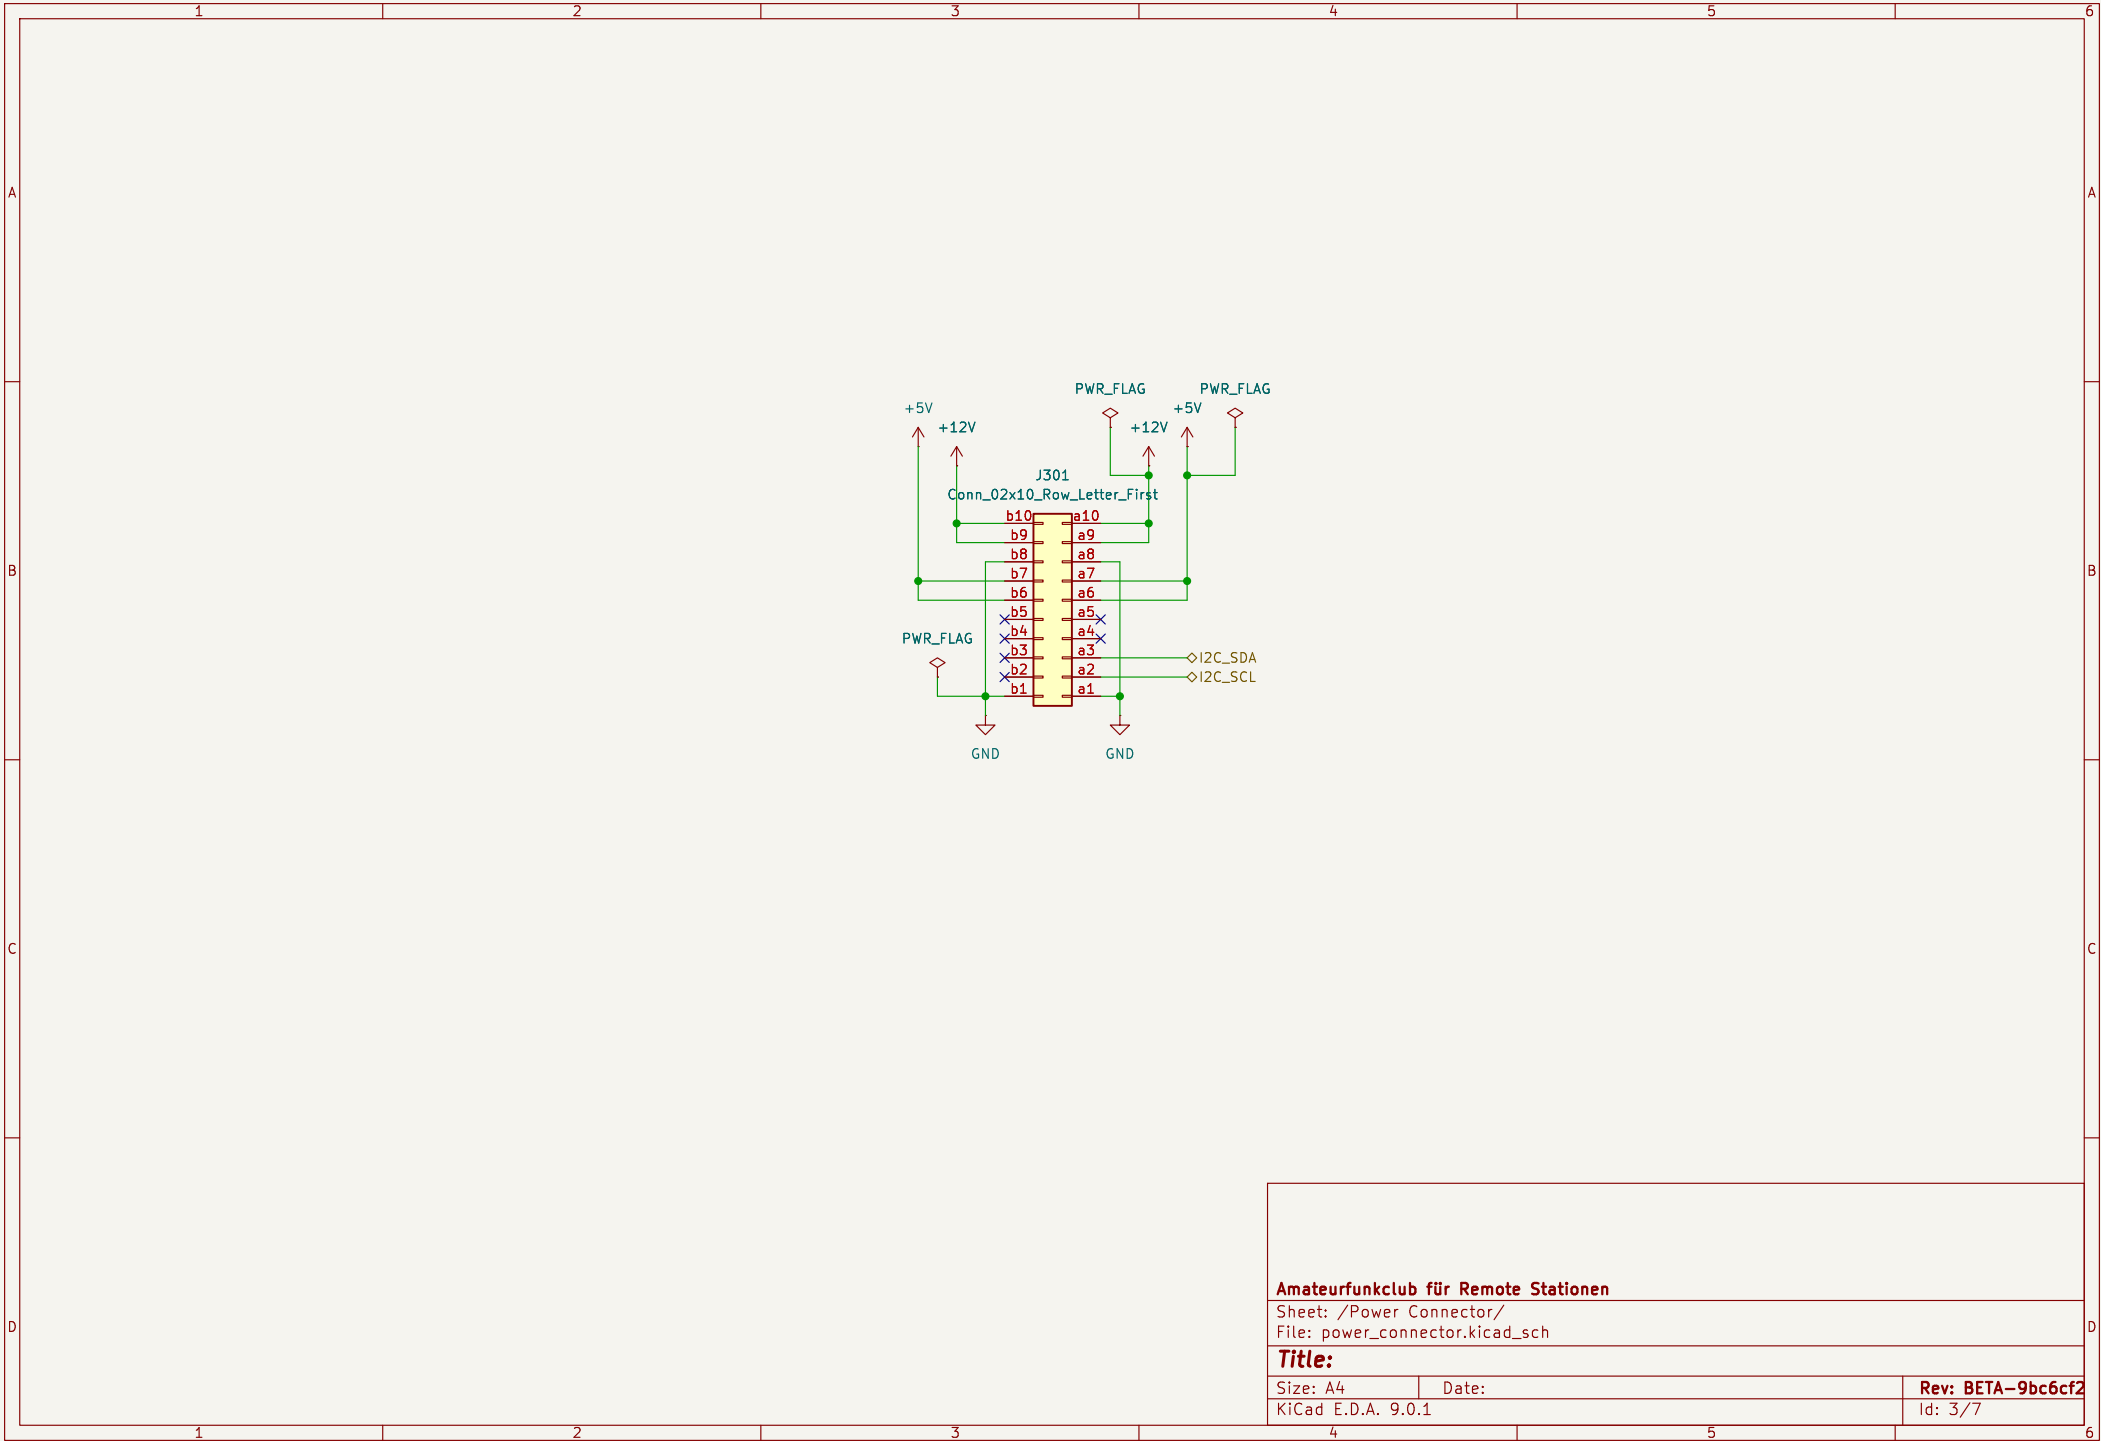 1 2 3 4 5 6
A A
PWR_FLAG PWR_FLAG
+5V +5V
+12V +12V
J301
Conn_02x10_Row_Letter_First
b10 a10
b9 a9
b8 a8
B B
b7 a7
b6 a6
b5 a5
b4 a4
PWR_FLAG
b3 a3 I2C_SDA
b2 a2 I2C_SCL
b1 a1
GND GND
C C
Amateurfunkclub für Remote Stationen
Sheet: /Power Connector/
D D
File: power_connector.kicad_sch
Title:
Size: A4 Date: Rev: BETA-9bc6cf2
KiCad E.D.A. 9.0.1 Id: 3/7
1 2 3 4 5 6